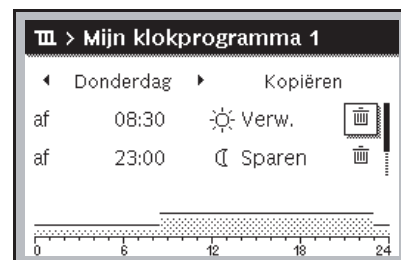 > Mijn klokprogramma 1
Donderdag Kopiëren
af 08:30 Verw.
af 23:00 Sparen
0 6 12 18 24